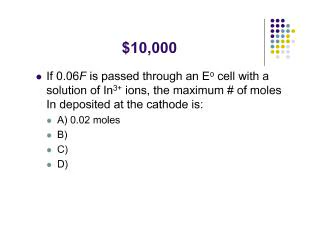 $10,000
If 0.06F is passed through an Eº cell with a
solution of In³⁺ ions, the maximum # of moles
In deposited at the cathode is:
A) 0.02 moles
B)
C)
D)